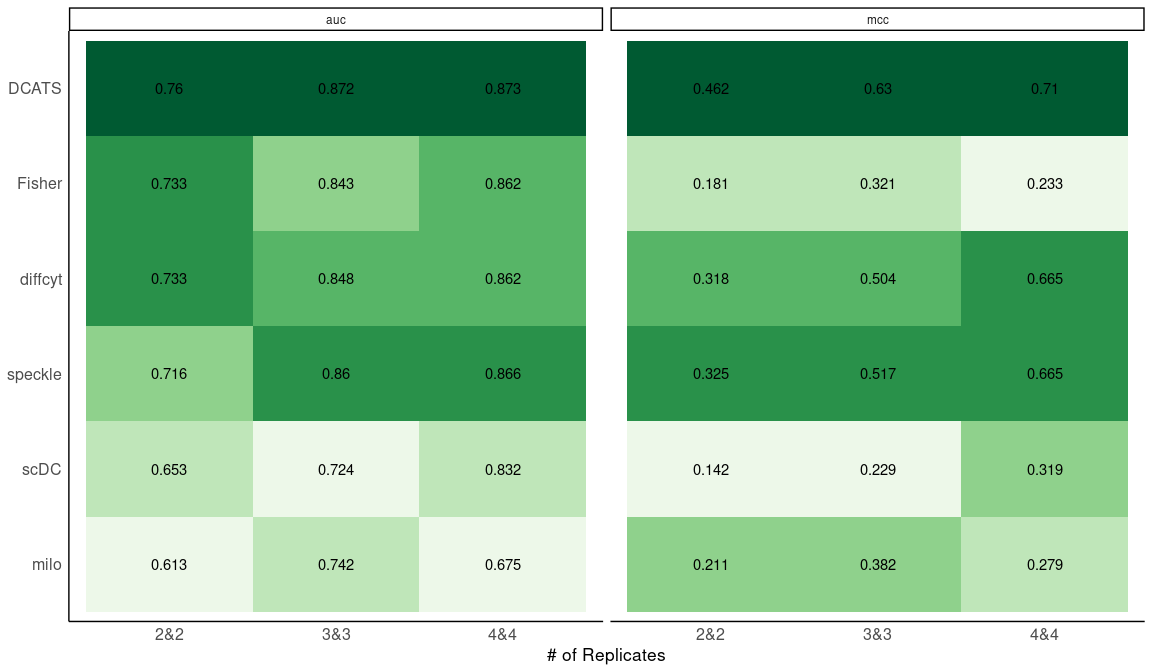 auc mcc
DCATS 0.76 0.872 0.873 0.462 0.63 0.71
Fisher 0.733 0.843 0.862 0.181 0.321 0.233
diffcyt 0.733 0.848 0.862 0.318 0.504 0.665
speckle 0.716 0.86 0.866 0.325 0.517 0.665
scDC 0.653 0.724 0.832 0.142 0.229 0.319
milo 0.613 0.742 0.675 0.211 0.382 0.279
2&2 3&3 4&4 2&2 3&3 4&4
# of Replicates